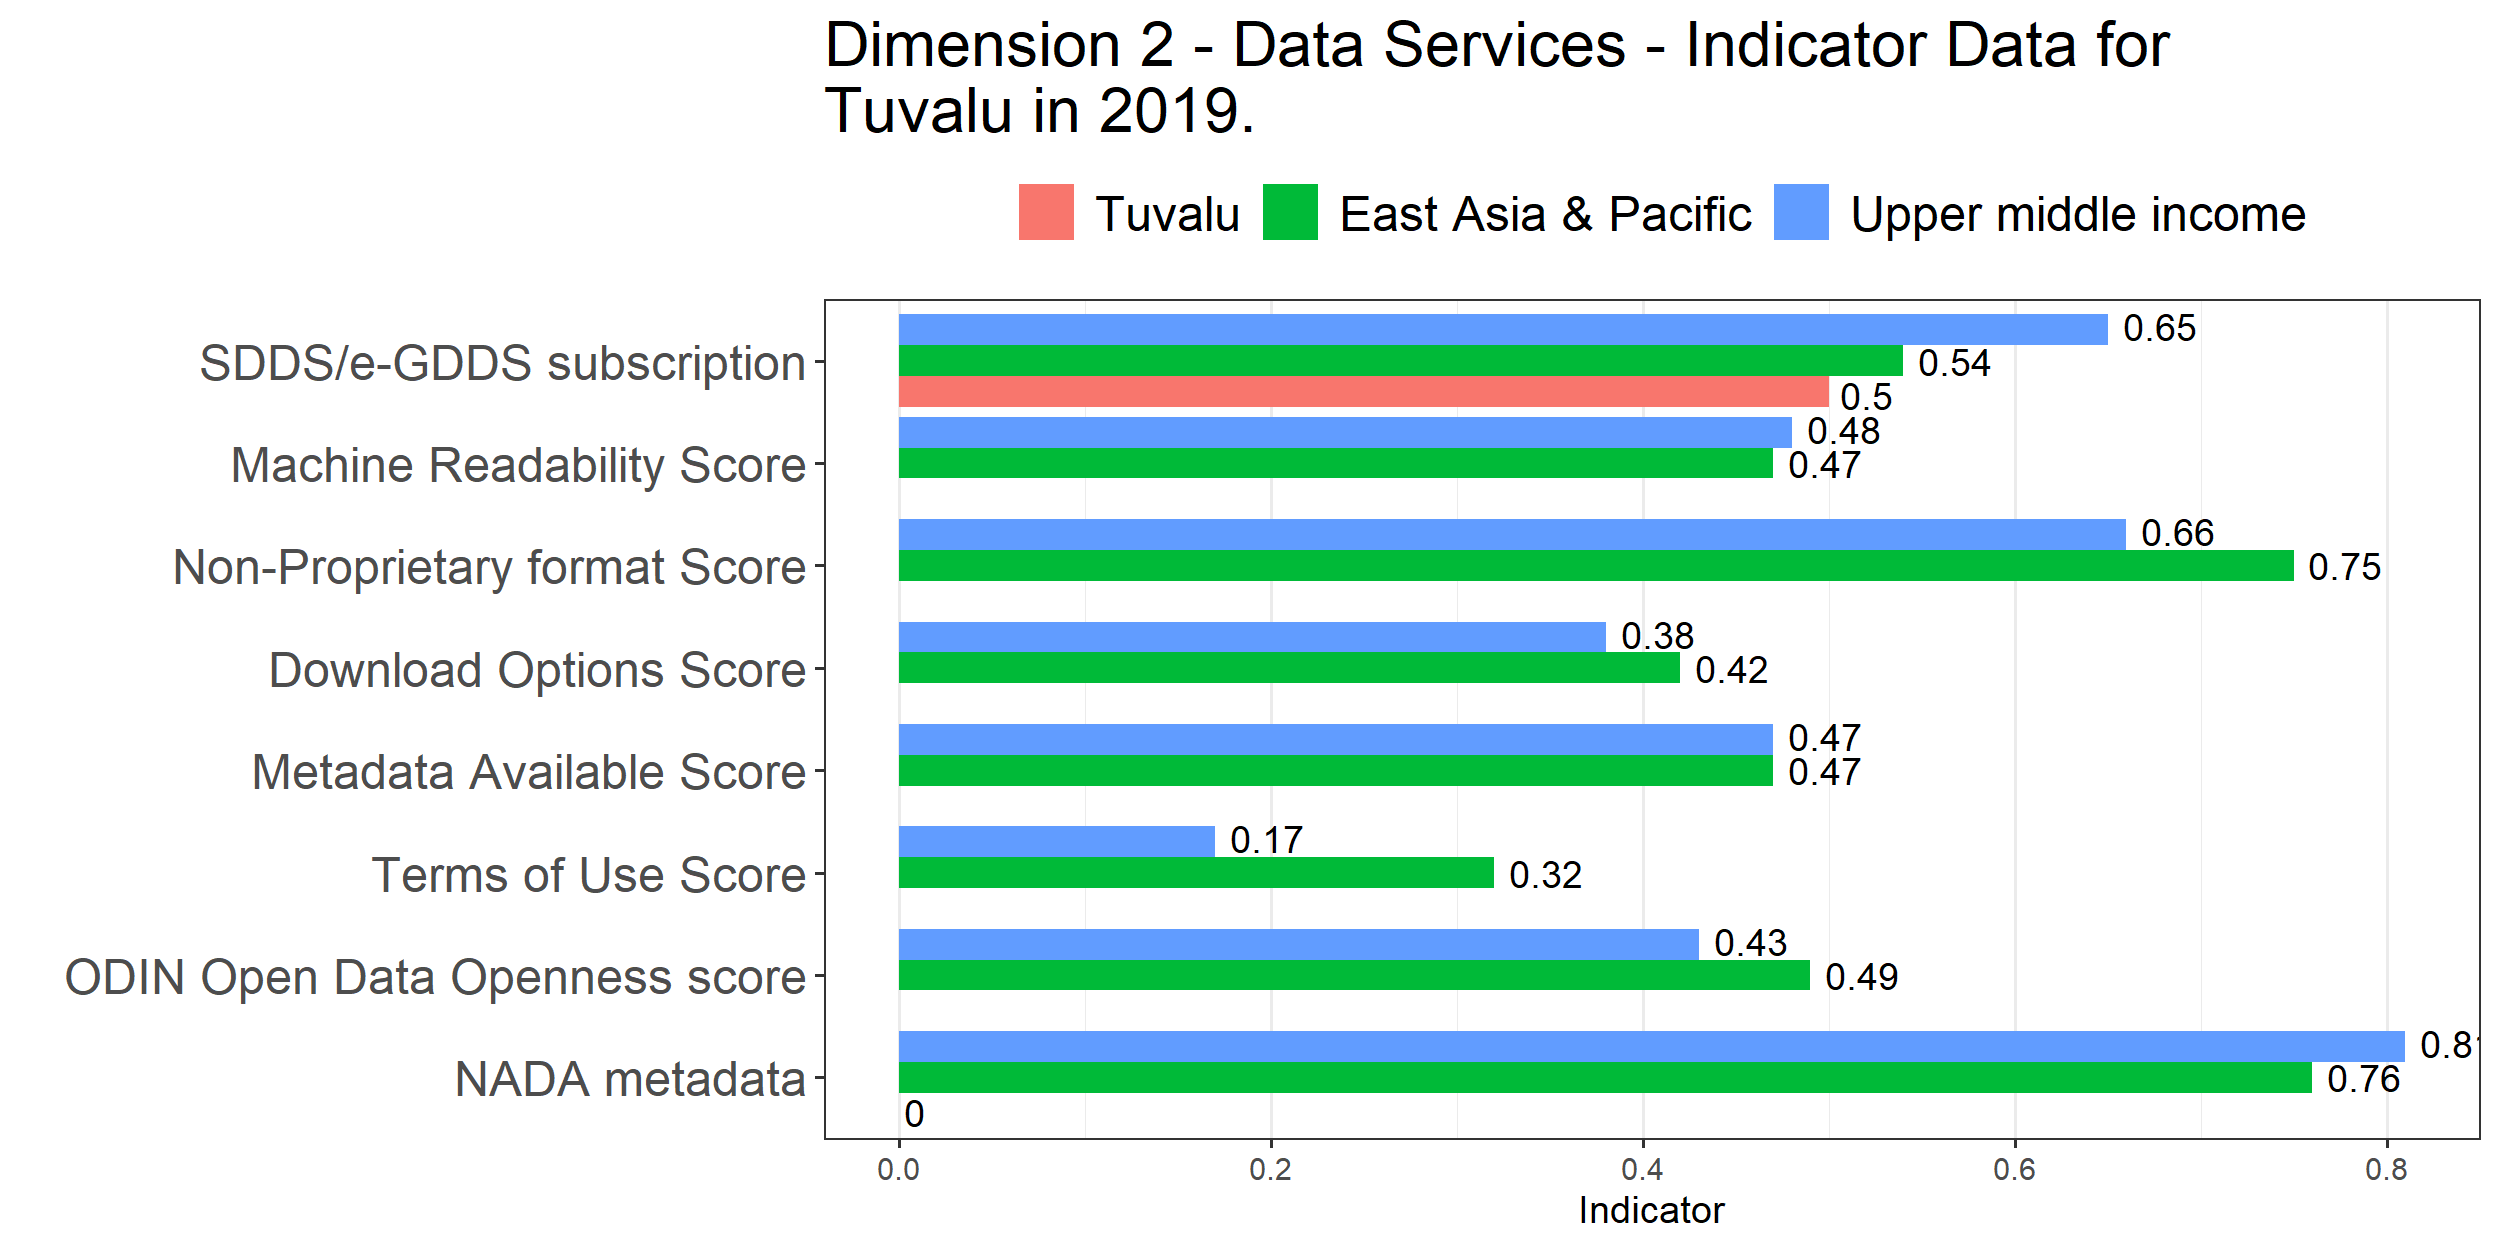 Dimension 2 - Data Services - Indicator Data for
Tuvalu in 2019.
Tuvalu East Asia & Pacific Upper middle income
SDDS/e-GDDS subscription
0.65
0.54
0.5
Machine Readability Score
0.48
0.47
Non-Proprietary format Score
0.66
0.75
Download Options Score
0.38
0.42
Metadata Available Score
0.47
0.47
Terms of Use Score
0.17
0.32
ODIN Open Data Openness score
0.43
0.49
NADA metadata
0.81
0.76
0
0.0 0.2 0.4 0.6 0.8
Indicator